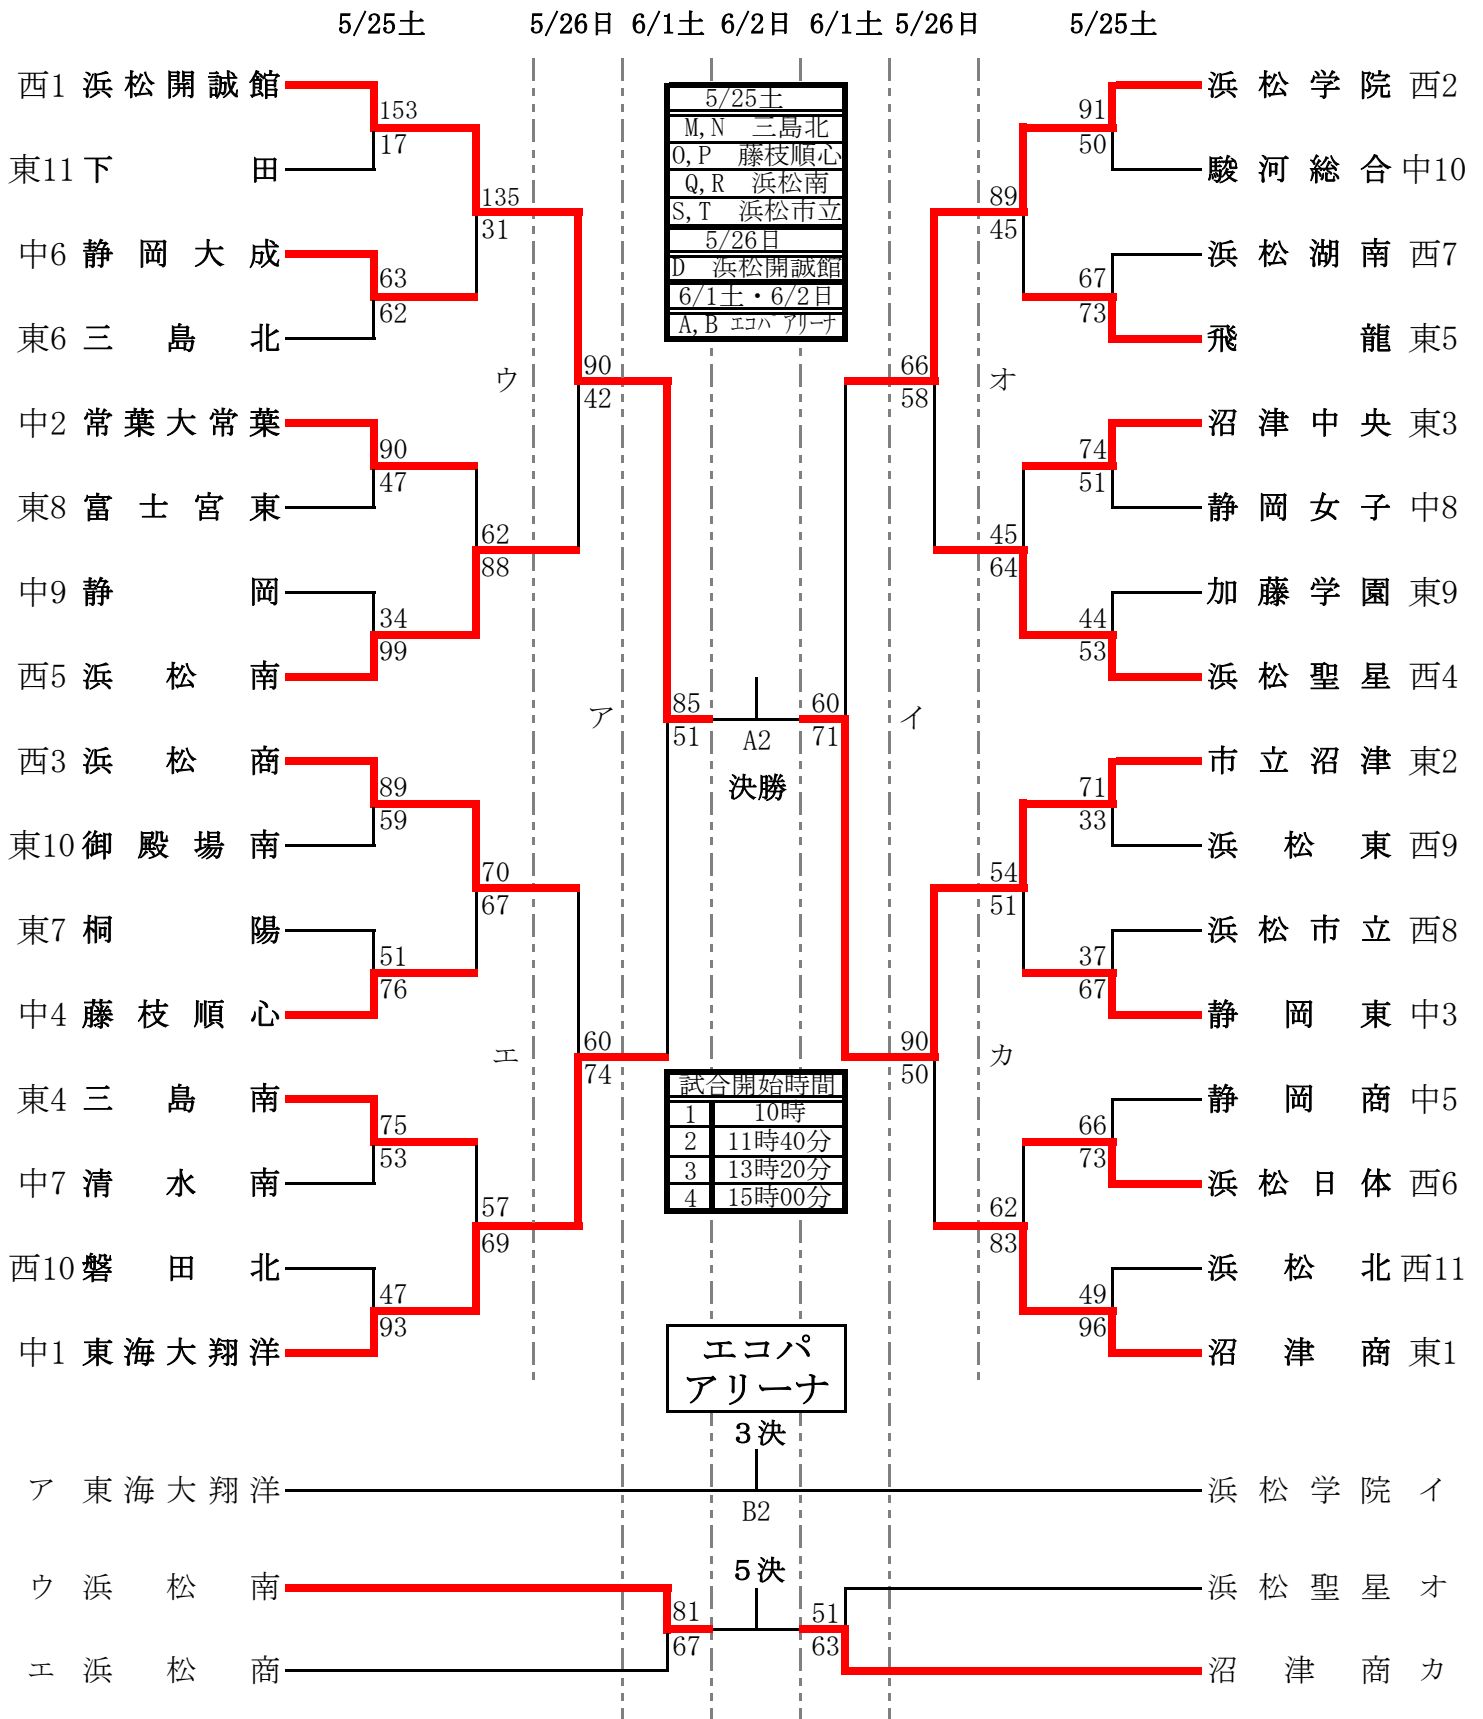 5/25土 5/26日 6/1土 6/2日 6/1土 5/26日 5/25土
西1 浜松開誠館
153
17
東11 下田
135
31
中6 静岡大成
63
62
東6 三島北
ウ
90
42
中2 常葉大常葉
90
47
東8 富士宮東
62
88
中9 静岡
34
99
西5 浜松南
ア
85
51
西3 浜松商
89
59
東10 御殿場南
70
67
東7 桐陽
51
76
中4 藤枝順心
エ
60
74
東4 三島南
75
53
中7 清水南
57
69
西10 磐田北
47
93
中1 東海大翔洋
5/25土
M,N 三島北
O,P 藤枝順心
Q,R 浜松南
S,T 浜松市立
5/26日
D 浜松開誠館
6/1土・6/2日
A,B エコパアリーナ
A2
決勝
試合開始時間
1 10時
2 11時40分
3 13時20分
4 15時00分
エコパ
アリーナ
浜松学院 西2
91
50
駿河総合 中10
89
45
浜松湖南 西7
67
73
飛龍 東5
66
58
オ
沼津中央 東3
74
51
静岡女子 中8
45
64
加藤学園 東9
44
53
浜松聖星 西4
60
71
イ
市立沼津 東2
71
33
浜松東 西9
54
51
浜松市立 西8
37
67
静岡東 中3
90
50
カ
静岡商 中5
66
73
浜松日体 西6
62
83
浜松北 西11
49
96
沼津商 東1
3決
ア 東海大翔洋
浜松学院 イ
B2
5決
ウ 浜松南
浜松聖星 オ
81
67
51
63
エ 浜松商
沼津商 カ